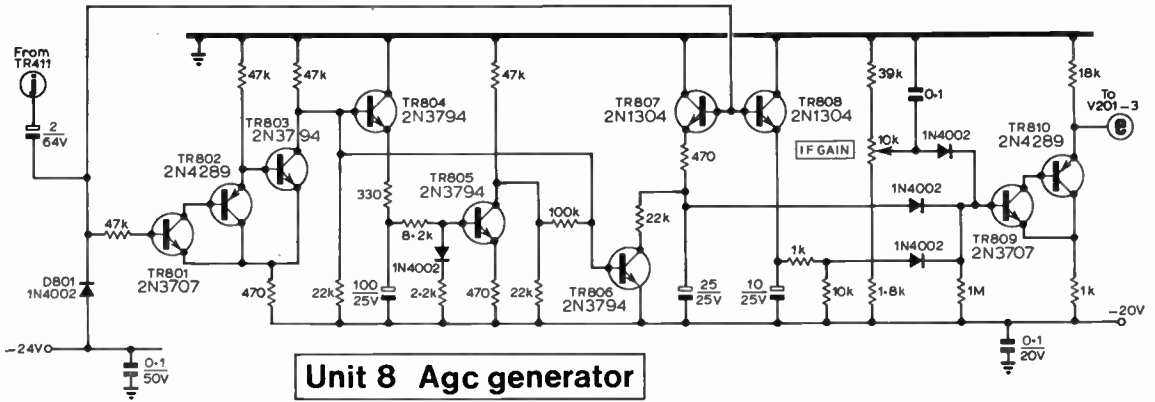 From
TR411
j
2
64V
47k
TR801
2N3707
D801
1N4002
-24V
0·1
50V
TR802
2N4289
47k
TR803
2N3794
47k
470
22k
TR804
2N3794
330
8·2k
100
25V
1N4002
2·2k
TR805
2N3794
47k
470
22k
100k
TR806
2N3794
22k
TR807
2N1304
470
25
25V
TR808
2N1304
10
25V
1k
10k
39k
IF GAIN
10k
1·8k
0·1
1N4002
1N4002
1N4002
1M
TR809
2N3707
TR810
2N4289
18k
1k
To
V201-3
e
-20V
0·1
20V
Unit 8 Agc generator